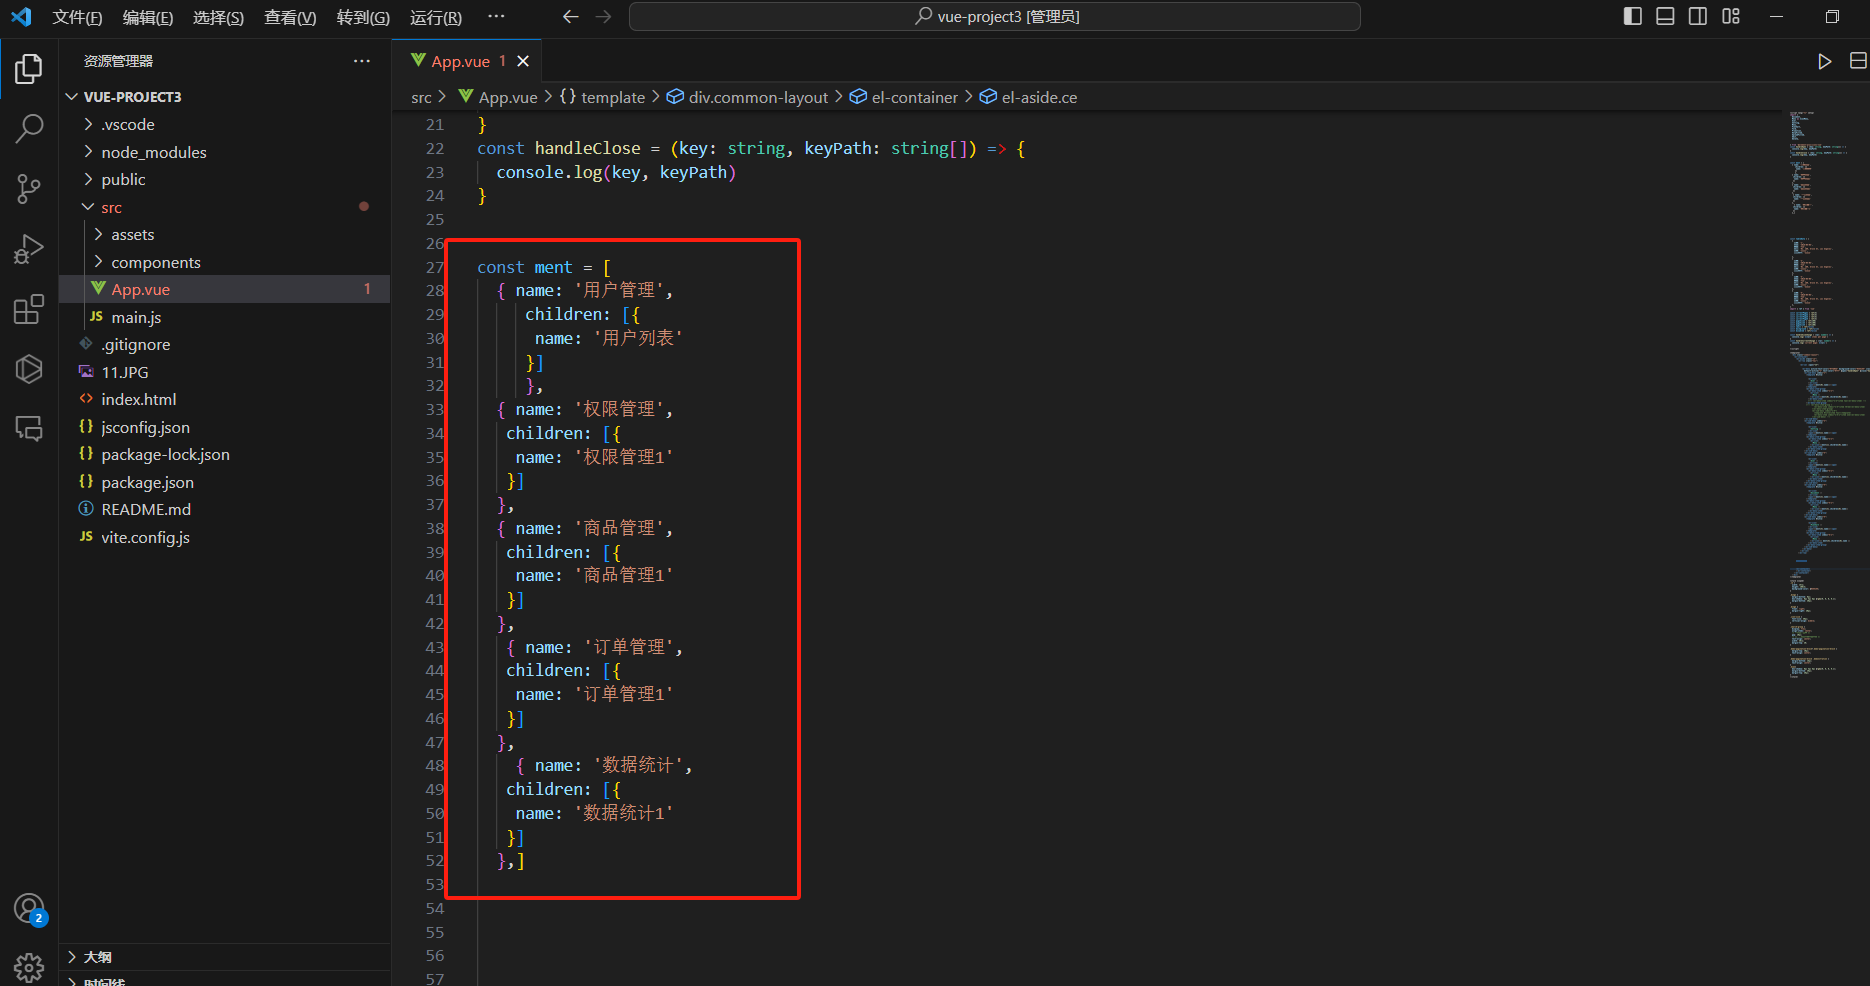 文件(F) 编辑(E) 选择(S) 查看(V) 转到(G) 运行(R) ··· vue-project3 [管理员]
资源管理器 ···
VUE-PROJECT3
.vscode
node_modules
public
src
assets
components
App.vue 1
JS main.js
.gitignore
11.JPG
<> index.html
{} jsconfig.json
{} package-lock.json
{} package.json
README.md
JS vite.config.js
2
大纲
时间线
App.vue 1
src > App.vue > {} template > div.common-layout > el-container > el-aside.ce
21 }
22 const handleClose = (key: string, keyPath: string[]) => {
23 console.log(key, keyPath)
24 }
25
26
27 const ment = [
28 { name: '用户管理',
29 children: [{
30 name: '用户列表'
31 }]
32 },
33 { name: '权限管理',
34 children: [{
35 name: '权限管理1'
36 }]
37 },
38 { name: '商品管理',
39 children: [{
40 name: '商品管理1'
41 }]
42 },
43 { name: '订单管理',
44 children: [{
45 name: '订单管理1'
46 }]
47 },
48 { name: '数据统计',
49 children: [{
50 name: '数据统计1'
51 }]
52 },]
53
54
55
56
57